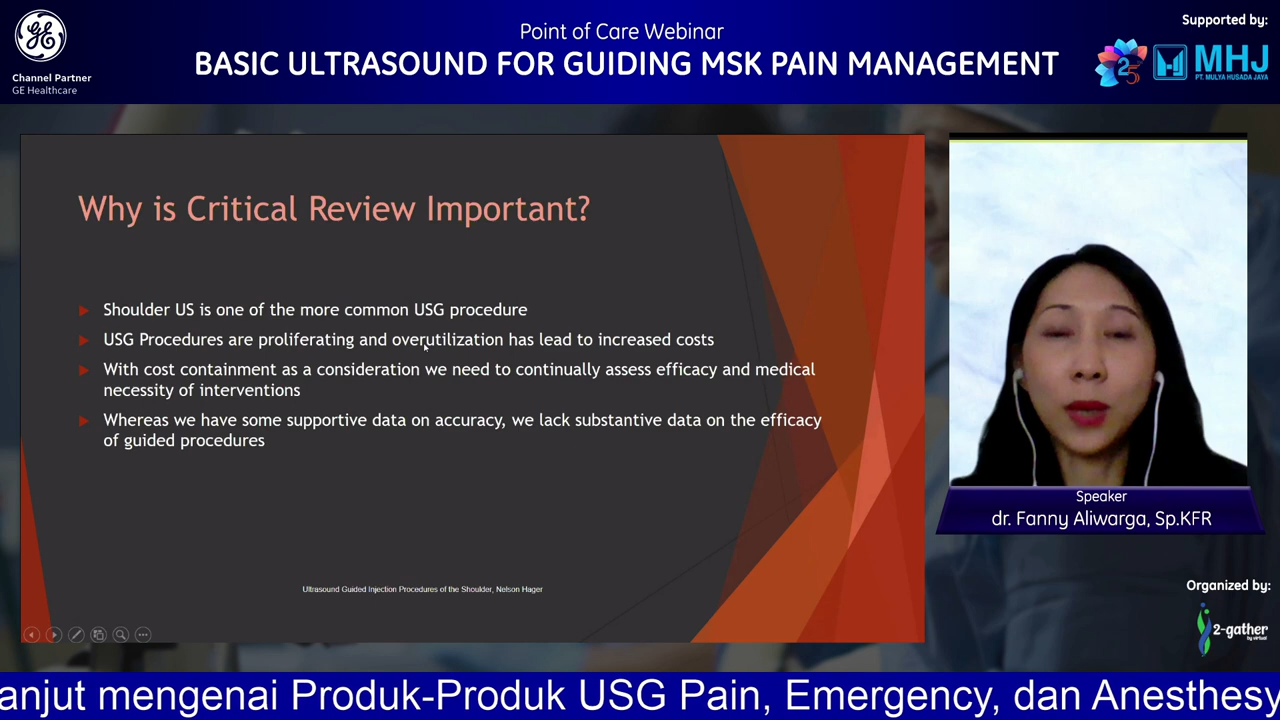 Point of Care Webinar
BASIC ULTRASOUND FOR GUIDING MSK PAIN MANAGEMENT
GE
Channel Partner
GE Healthcare
Supported by:
25
MHJ
PT. MULYA HUSADA JAYA
Why is Critical Review Important?
Shoulder US is one of the more common USG procedure
USG Procedures are proliferating and overutilization has lead to increased costs
With cost containment as a consideration we need to continually assess efficacy and medical
necessity of interventions
Whereas we have some supportive data on accuracy, we lack substantive data on the efficacy
of guided procedures
Ultrasound Guided Injection Procedures of the Shoulder, Nelson Hager
Speaker
dr. Fanny Aliwarga, Sp.KFR
Organized by:
2-gather
by virtual
anjut mengenai Produk-Produk USG Pain, Emergency, dan Anesthesy